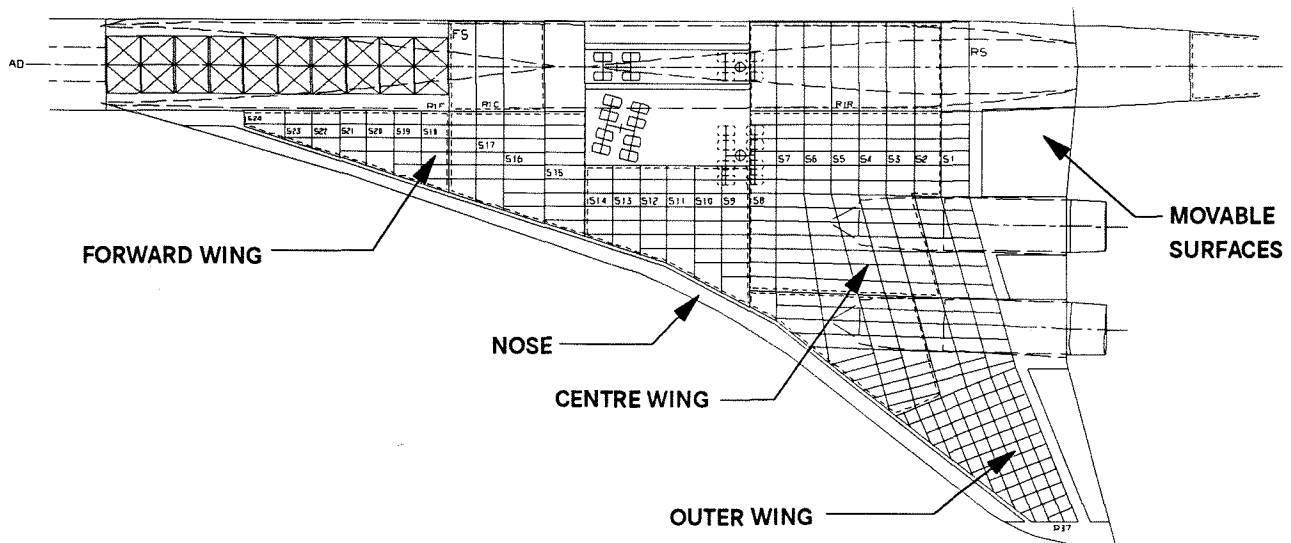 FS
RS
AD
R1F
R1C
R1R
S24
S23
S22
S21
S20
S19
S18
S17
S16
S15
S14
S13
S12
S11
S10
S9
S8
S7
S6
S5
S4
S3
S2
S1
MOVABLE
SURFACES
FORWARD WING
NOSE
CENTRE WING
OUTER WING
R37